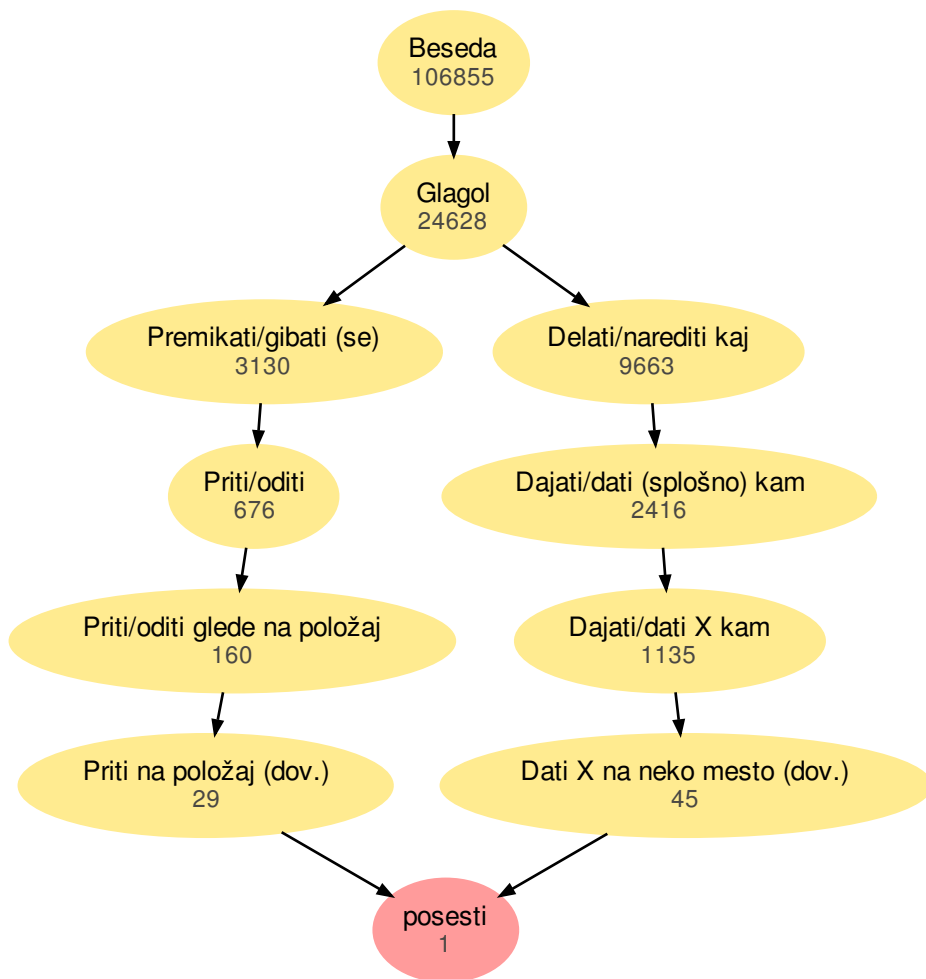 Beseda
106855
Glagol
24628
Premikati/gibati (se)
3130
Delati/narediti kaj
9663
Priti/oditi
676
Dajati/dati (splošno) kam
2416
Priti/oditi glede na položaj
160
Dajati/dati X kam
1135
Priti na položaj (dov.)
29
Dati X na neko mesto (dov.)
45
posesti
1